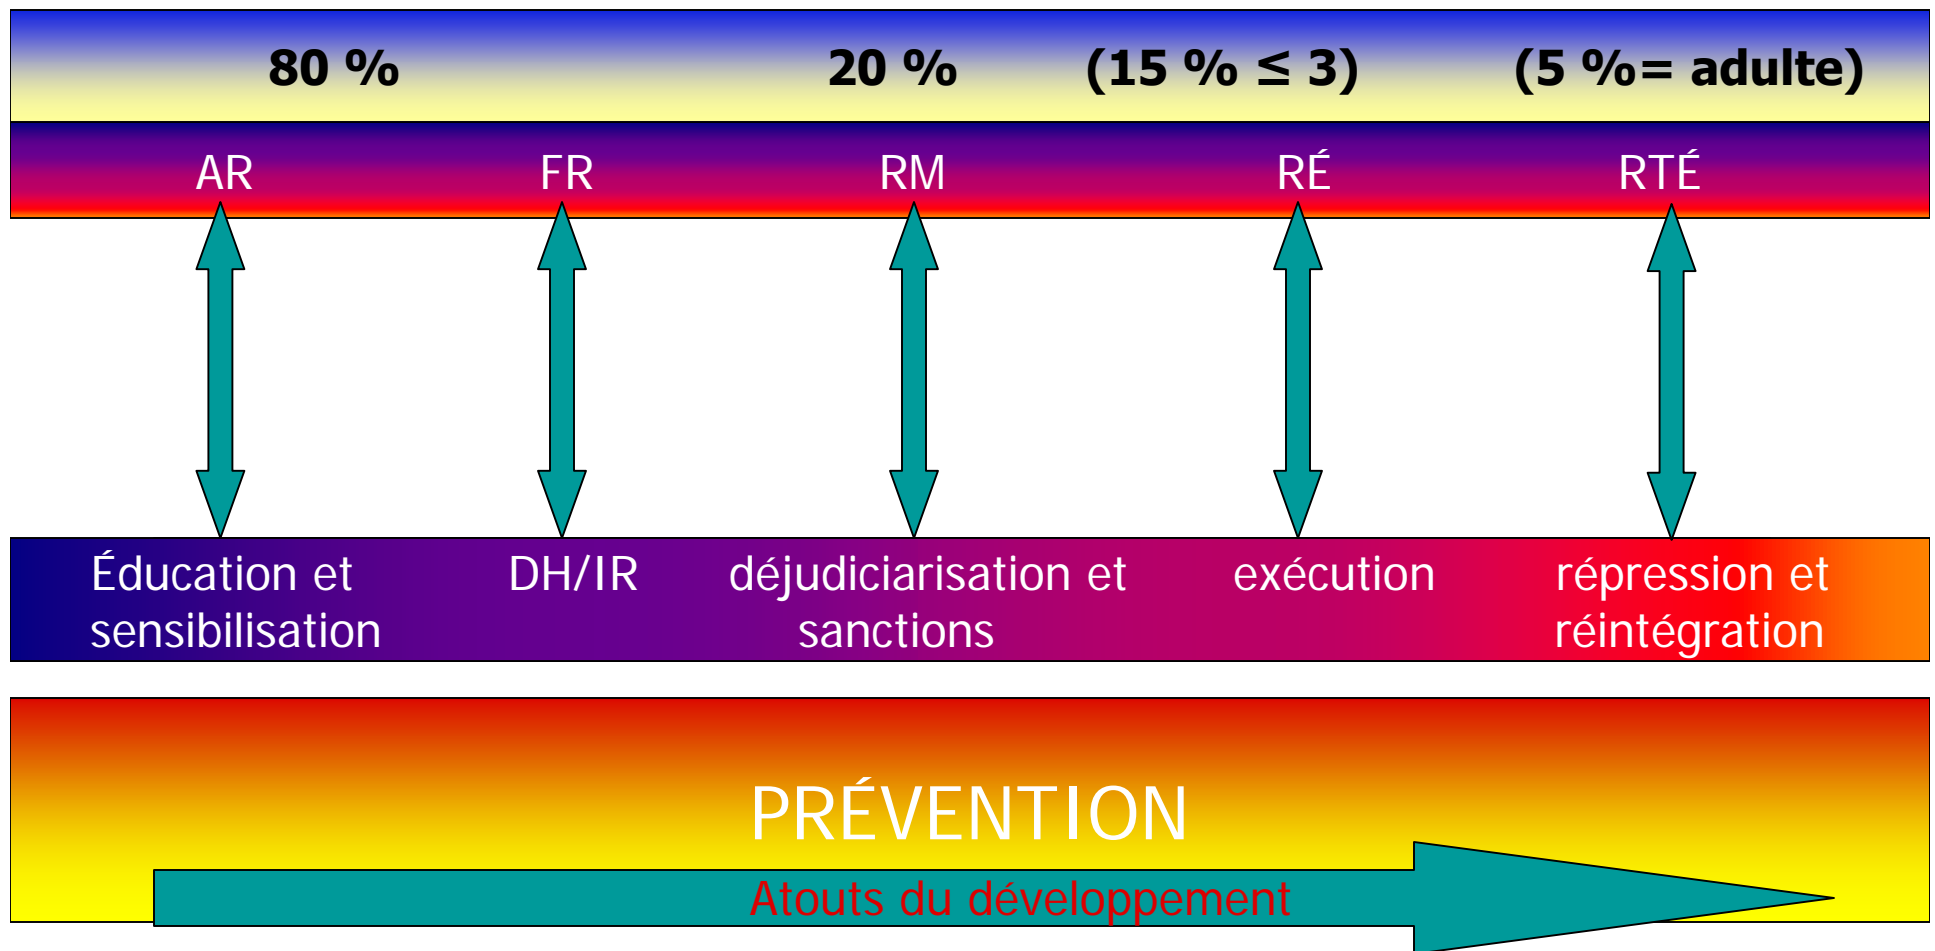 80 % 20 % (15 % ≤ 3) (5 %= adulte)
AR FR RM RÉ RTÉ
Éducation et DH/IR déjudiciarisation et exécution répression et
sensibilisation sanctions réintégration
PRÉVENTION
Atouts du développement